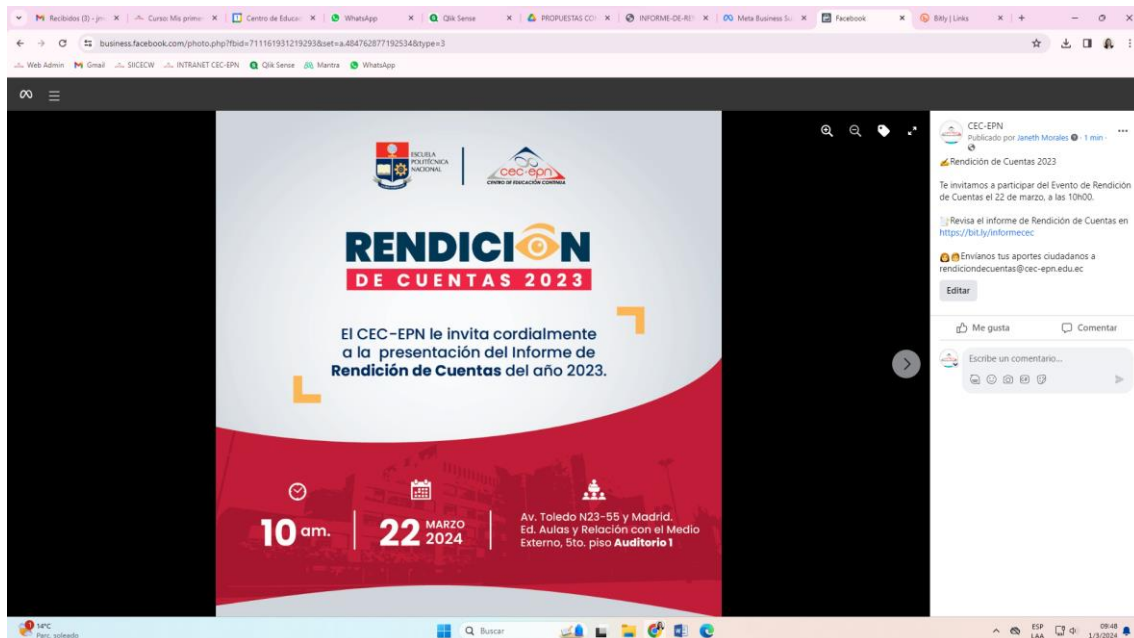 Recibidos (3) - jm
Curso: Mis prime
Centro de Educac
WhatsApp
Qlik Sense
PROPUESTAS CC
INFORME-DE-RE
Meta Business Su
Facebook
Bitly | Links
business.facebook.com/photo.php?fbid=711161931219293&set=a.484762877192534&type=3
Web Admin
Gmail
SIICECW
INTRANET CEC-EPN
Qlik Sense
Mantra
WhatsApp
ESCUELA
POLITÉCNICA
NACIONAL
cec-epn
CENTRO DE EDUCACIÓN CONTINUA
RENDICIÓN
DE CUENTAS 2023
El CEC-EPN le invita cordialmente
a la presentación del Informe de
Rendición de Cuentas del año 2023.
10 am.
22 MARZO
2024
Av. Toledo N23-55 y Madrid.
Ed. Aulas y Relación con el Medio
Externo, 5to. piso Auditorio 1
CEC-EPN
Publicado por Janeth Morales · 1 min ·
✍Rendición de Cuentas 2023
Te invitamos a participar del Evento de Rendición
de Cuentas el 22 de marzo, a las 10h00.
Revisa el informe de Rendición de Cuentas en
https://bit.ly/informecec
Envíanos tus aportes ciudadanos a
rendiciondecuentas@cec-epn.edu.ec
Editar
Me gusta
Comentar
Escribe un comentario...
14°C
Parc. soleado
Buscar
ESP
LAA
09:48
1/3/2024